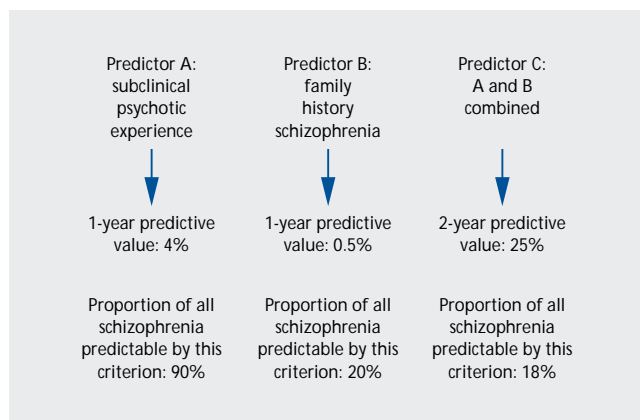 Predictor A:
subclinical
psychotic
experience
Predictor B:
family
history
schizophrenia
Predictor C:
A and B
combined
1-year predictive
value: 4%
1-year predictive
value: 0.5%
2-year predictive
value: 25%
Proportion of all
schizophrenia
predictable by this
criterion: 90%
Proportion of all
schizophrenia
predictable by this
criterion: 20%
Proportion of all
schizophrenia
predictable by this
criterion: 18%